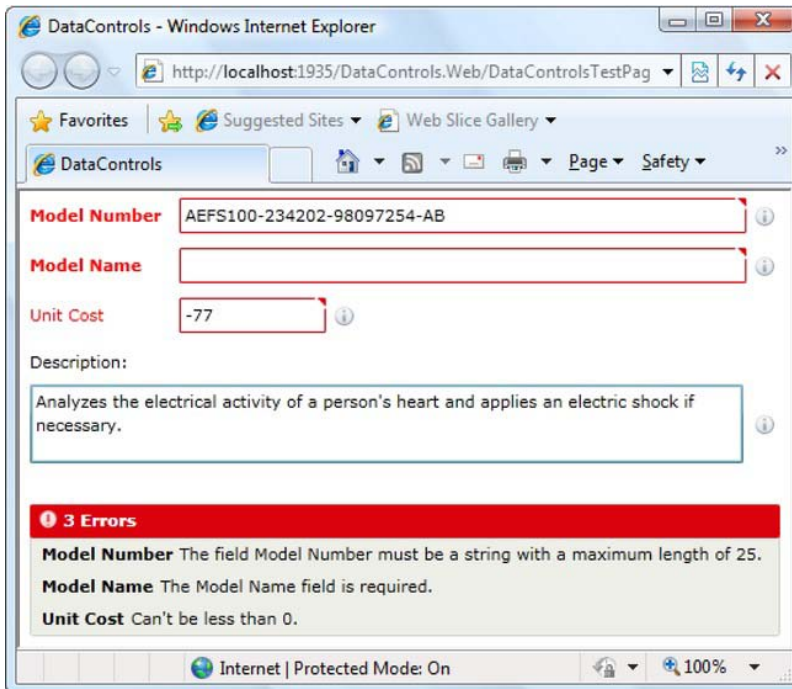 DataControls - Windows Internet Explorer
http://localhost:1935/DataControls.Web/DataControlsTestPag
Favorites Suggested Sites Web Slice Gallery
DataControls Page Safety »
Model Number AEFS100-234202-98097254-AB
Model Name
Unit Cost -77
Description:
Analyzes the electrical activity of a person's heart and applies an electric shock if
necessary.
3 Errors
Model Number The field Model Number must be a string with a maximum length of 25.
Model Name The Model Name field is required.
Unit Cost Can't be less than 0.
Internet | Protected Mode: On 100%